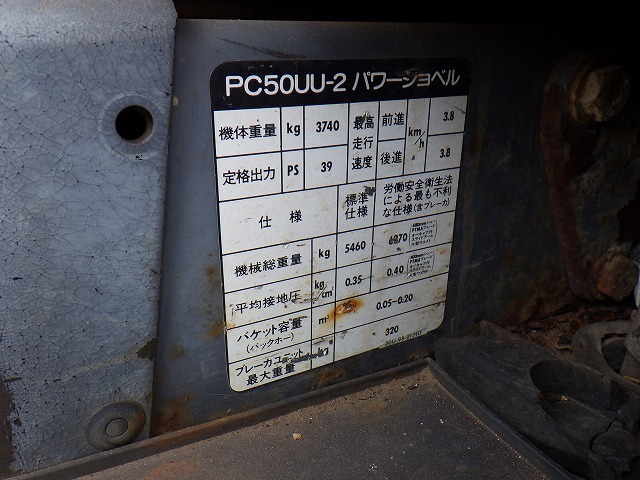 PC50UU-2 パワーショベル
機体重量 kg 3740 最高走行速度 前進 km/h 3.8
定格出力 PS 39 後進 3.8
仕様 標準仕様 労働安全衛生法による最も不利な仕様(含ブレーカ)
機械総重量 kg 5460 6270
平均接地圧 kg/cm² 0.35 0.40
バケット容量(バックホー) m³ 0.05~0.20
ブレーカユニット最大重量 kg 320